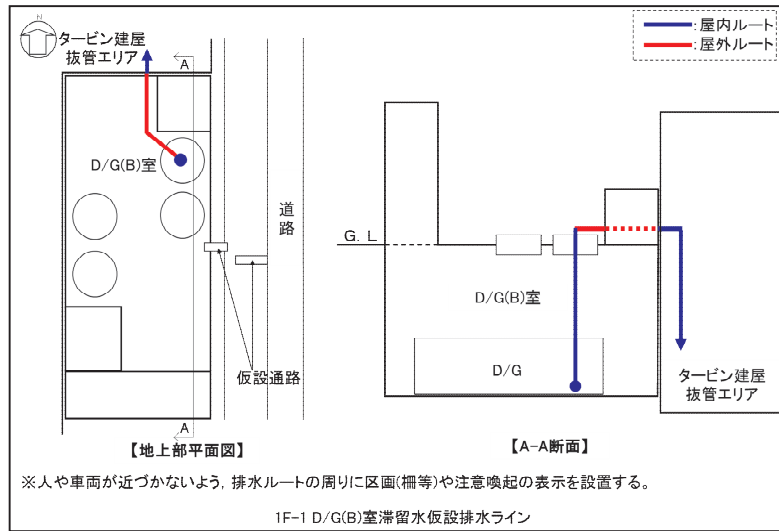 N
タービン建屋
抜管エリア
A
:屋内ルート
:屋外ルート
D/G(B)室
道路
G. L
D/G(B)室
D/G
仮設通路
タービン建屋
抜管エリア
A
【地上部平面図】
【A-A断面】
※人や車両が近づかないよう, 排水ルートの周りに区画(柵等)や注意喚起の表示を設置する。
1F-1 D/G(B)室滞留水仮設排水ライン